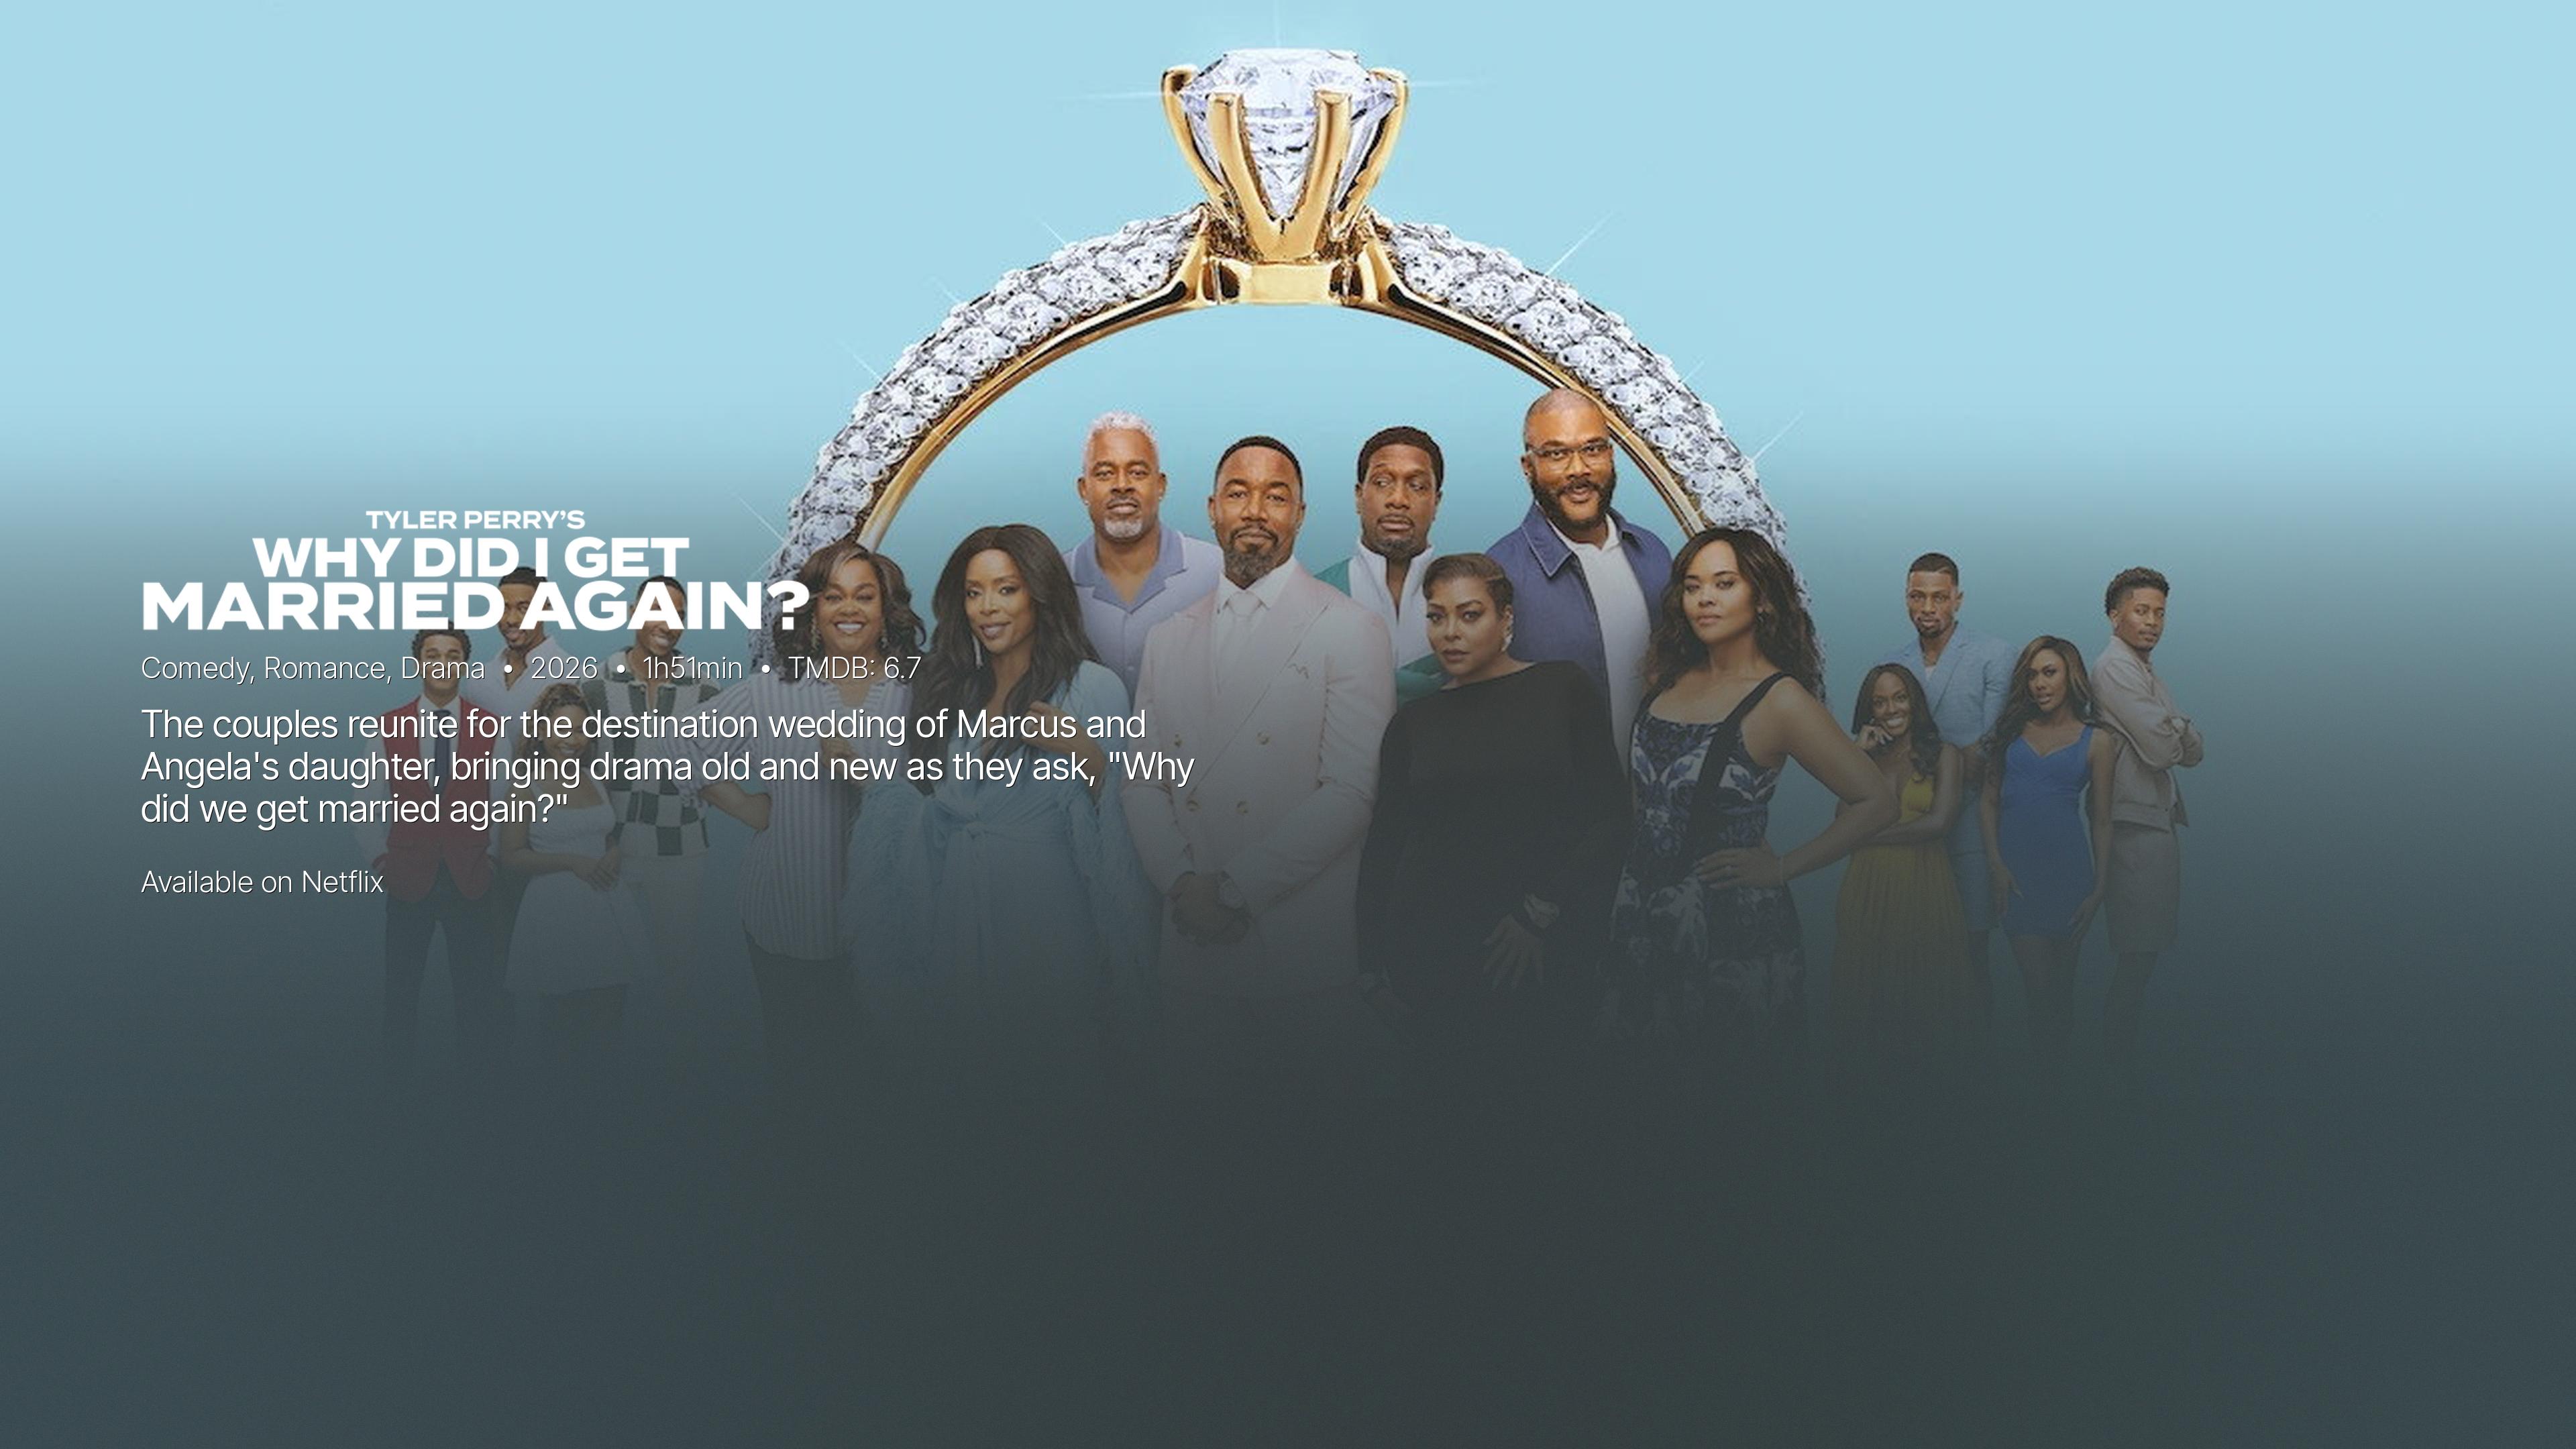 TYLER PERRY'S
WHY DID I GET
MARRIED AGAIN?
Comedy, Romance, Drama • 2026 • 1h51min • TMDB: 6.7
The couples reunite for the destination wedding of Marcus and
Angela's daughter, bringing drama old and new as they ask, "Why
did we get married again?"
Available on Netflix